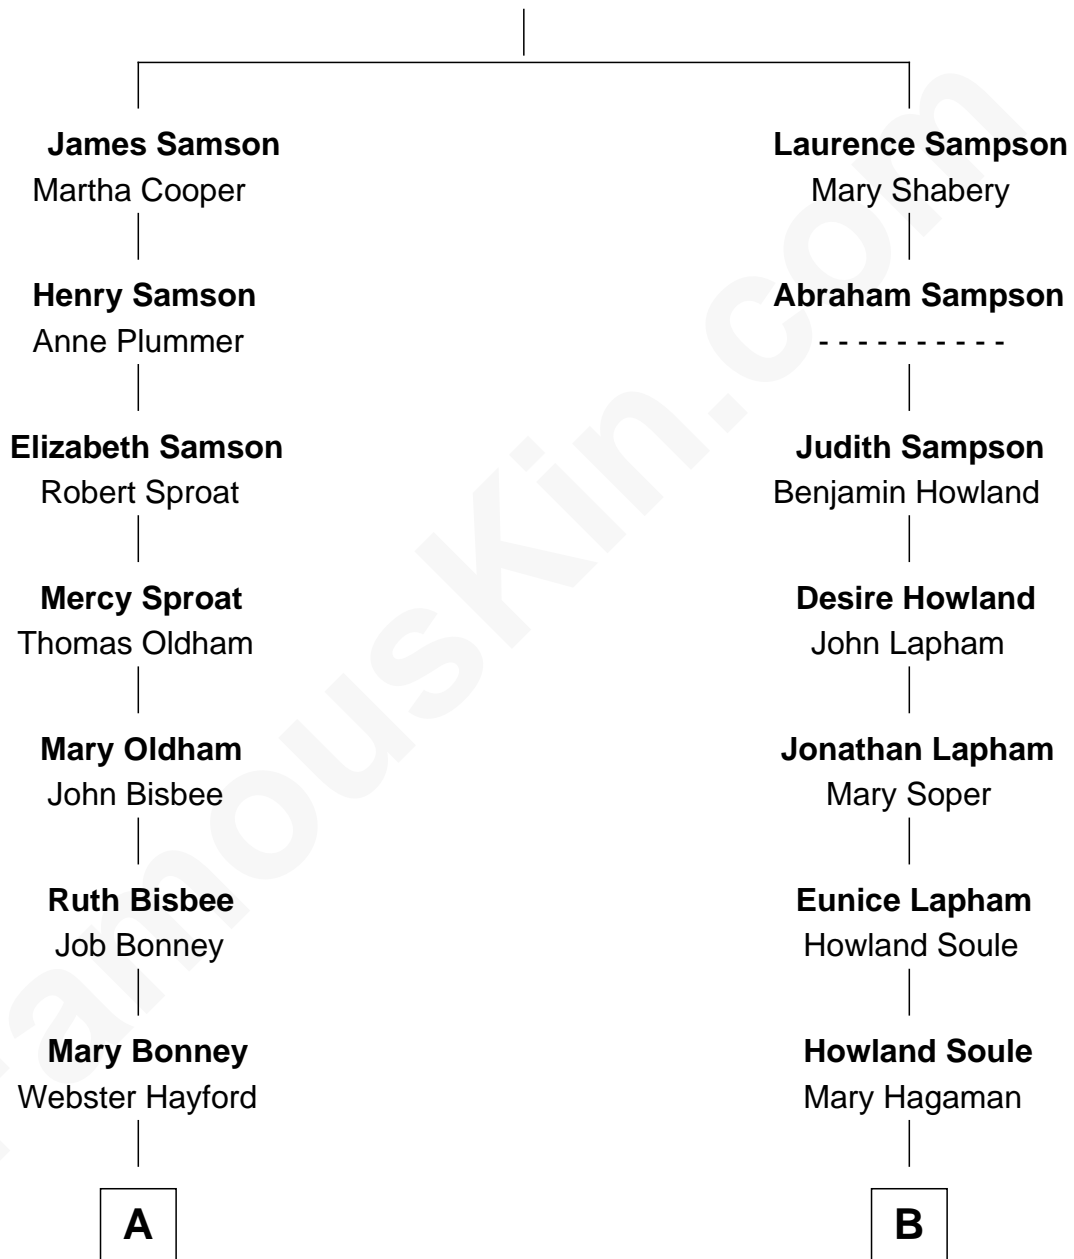 James Samson
Martha Cooper
Henry Samson
Anne Plummer
Elizabeth Samson
Robert Sproat
Mercy Sproat
Thomas Oldham
Mary Oldham
John Bisbee
Ruth Bisbee
Job Bonney
Mary Bonney
Webster Hayford
A
Laurence Sampson
Mary Shabery
Abraham Sampson
- - - - - - - - - -
Judith Sampson
Benjamin Howland
Desire Howland
John Lapham
Jonathan Lapham
Mary Soper
Eunice Lapham
Howland Soule
Howland Soule
Mary Hagaman
B
FamousKin.com